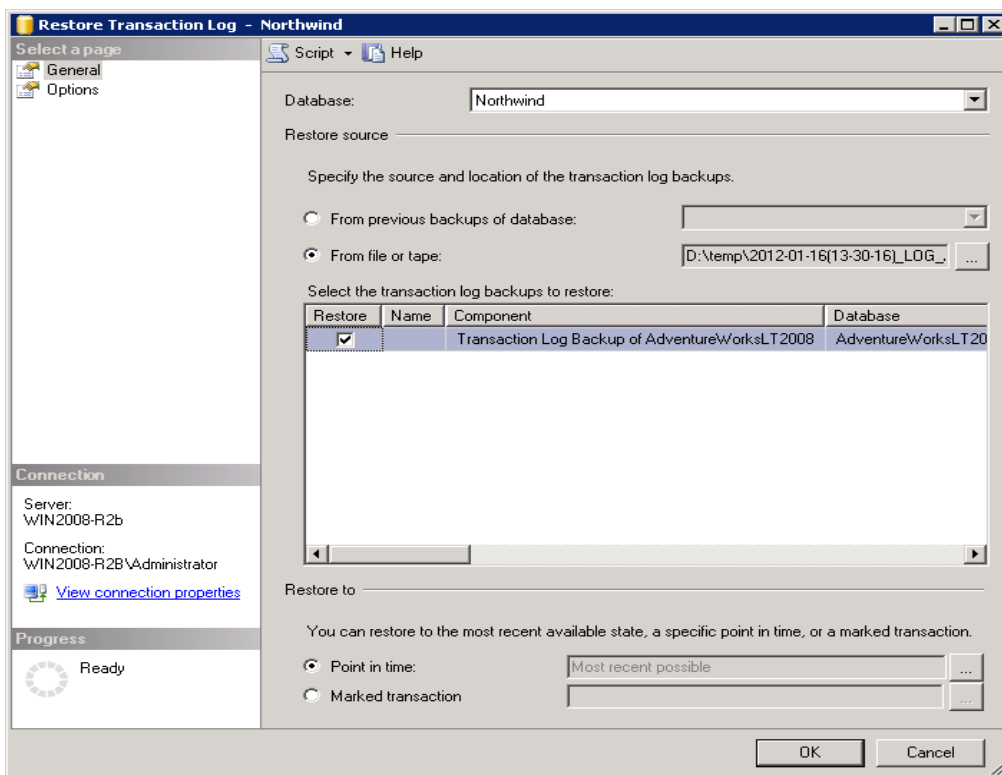 Restore Transaction Log - Northwind
Select a page
General
Options
Script
Help
Database:
Northwind
Restore source
Specify the source and location of the transaction log backups.
From previous backups of database:
From file or tape:
D:\temp\2012-01-16(13-30-16)_LOG_
...
Select the transaction log backups to restore:
Restore
Name
Component
Database
Transaction Log Backup of AdventureWorksLT2008
AdventureWorksLT20
Connection
Server:
WIN2008-R2b
Connection:
WIN2008-R2B\Administrator
View connection properties
Progress
Ready
Restore to
You can restore to the most recent available state, a specific point in time, or a marked transaction.
Point in time:
Most recent possible
...
Marked transaction
...
OK
Cancel